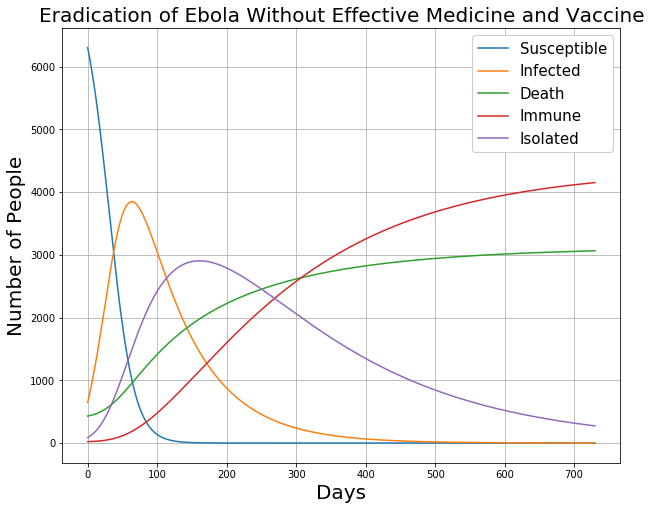 Eradication of Ebola Without Effective Medicine and Vaccine
Susceptible
Infected
Death
Immune
Isolated
Number of People
6000
5000
4000
3000
2000
1000
0
0 100 200 300 400 500 600 700
Days